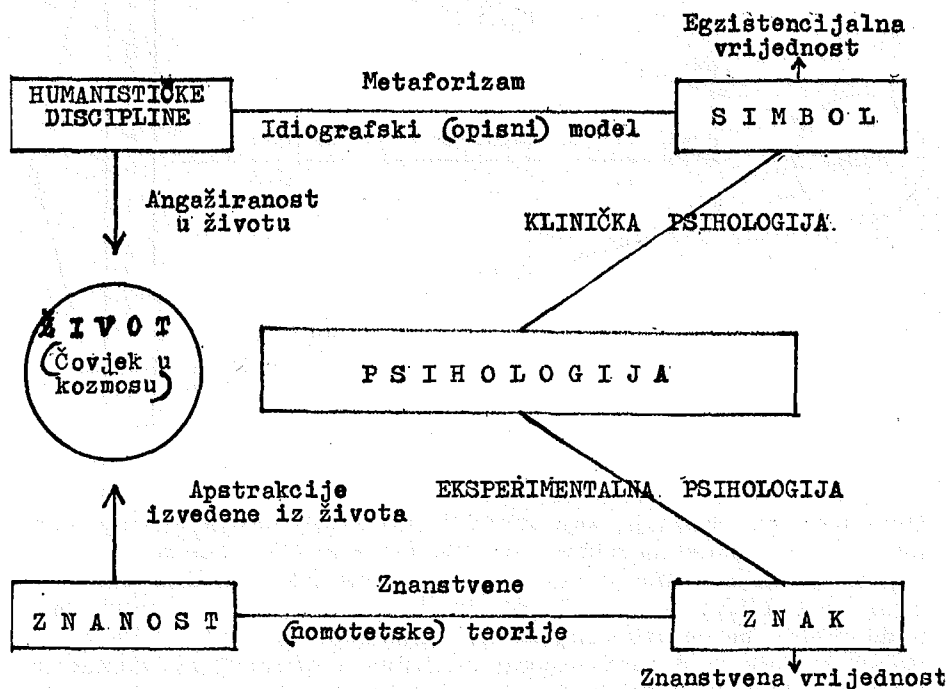 Egzistencijalna
vrijednost
HUMANISTIČKE
DISCIPLINE
Metaforizam
Idiografski (opisni) model
S I M B O L
Angažiranost
u životu
KLINIČKA PSIHOLOGIJA.
Ž I V O T
(Čovjek u
kozmosu)
P S I H O L O G I J A
Apstrakcije
izvedene iz života
EKSPERIMENTALNA. PSIHOLOGIJA
Z N A N O S T
Znanstvene
(nomotetske) teorije
Z N A K
Znanstvena vrijednost